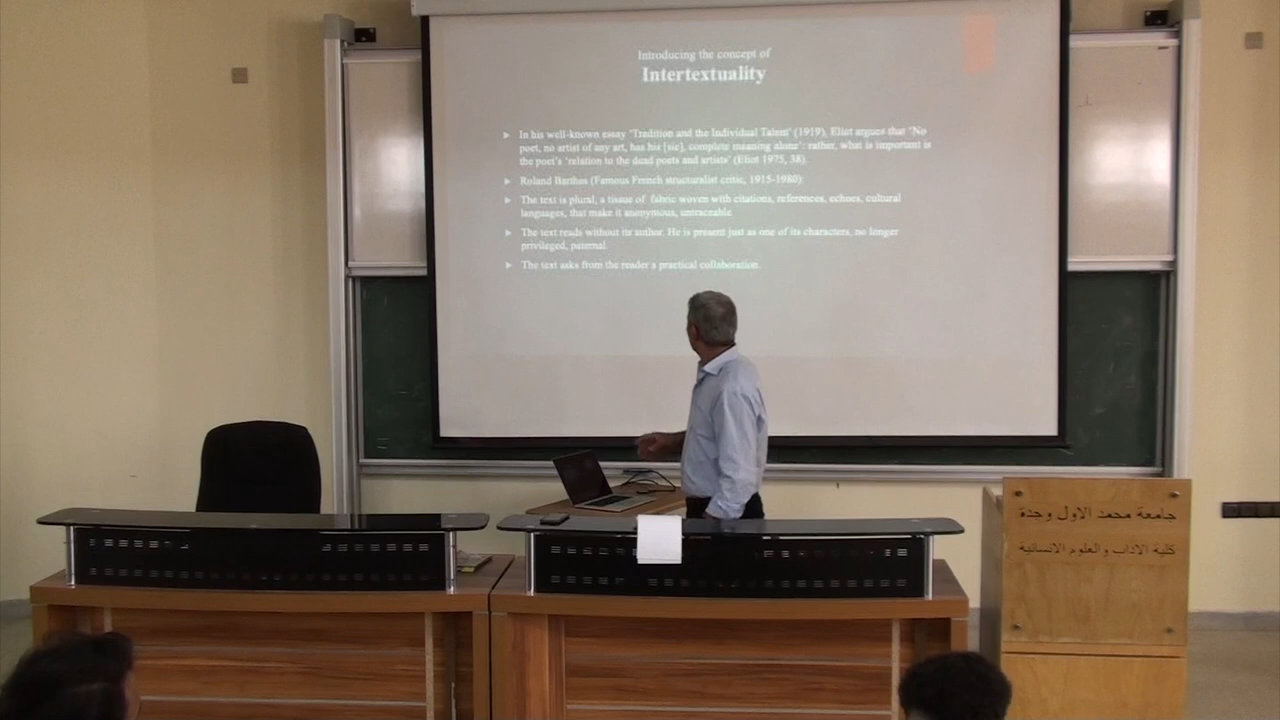 Introducing the concept of
Intertextuality
➤ In his well-known essay 'Tradition and the Individual Talent' (1919), Eliot argues that 'No
poet, no artist of any art, has his [sic], complete meaning alone': rather, what is important is
the poet's 'relation to the dead poets and artists' (Eliot 1975, 38).
➤ Roland Barthes (Famous French structuralist critic, 1915-1980):
➤ The text is plural, a tissue of fabric woven with citations, references, echoes, cultural
languages, that make it anonymous, untraceable
➤ The text reads without its author. He is present just as one of its characters, no longer
privileged, paternal.
➤ The text asks from the reader a practical collaboration.
جامعة محمد الاول وجدة
كلية الاداب والعلوم الانسانية